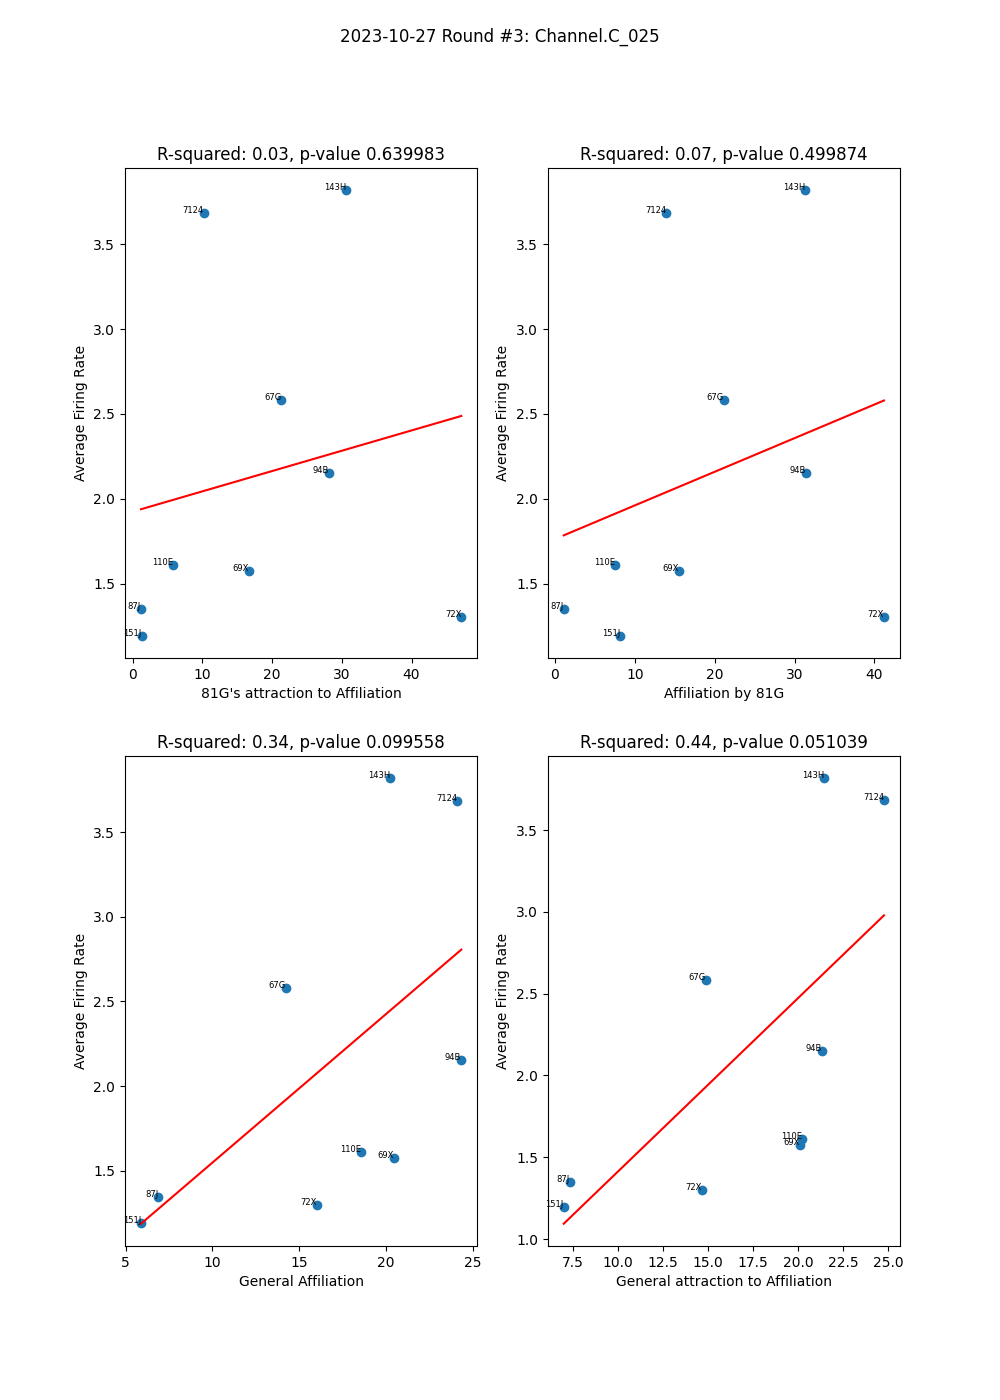 2023-10-27 Round #3: Channel.C_025
R-squared: 0.03, p-value 0.639983
143H
7124
67G
94B
110E
69X
87J
72X
151J
3.5
3.0
2.5
2.0
1.5
Average Firing Rate
0 10 20 30 40
81G's attraction to Affiliation
R-squared: 0.07, p-value 0.499874
143H
7124
67G
94B
110E
69X
87J
72X
151J
3.5
3.0
2.5
2.0
1.5
Average Firing Rate
0 10 20 30 40
Affiliation by 81G
R-squared: 0.34, p-value 0.099558
143H
7124
67G
94B
110E
69X
87J
72X
151J
3.5
3.0
2.5
2.0
1.5
Average Firing Rate
5 10 15 20 25
General Affiliation
R-squared: 0.44, p-value 0.051039
143H
7124
67G
94B
110E
69X
87J
72X
151J
3.5
3.0
2.5
2.0
1.5
1.0
Average Firing Rate
7.5 10.0 12.5 15.0 17.5 20.0 22.5 25.0
General attraction to Affiliation